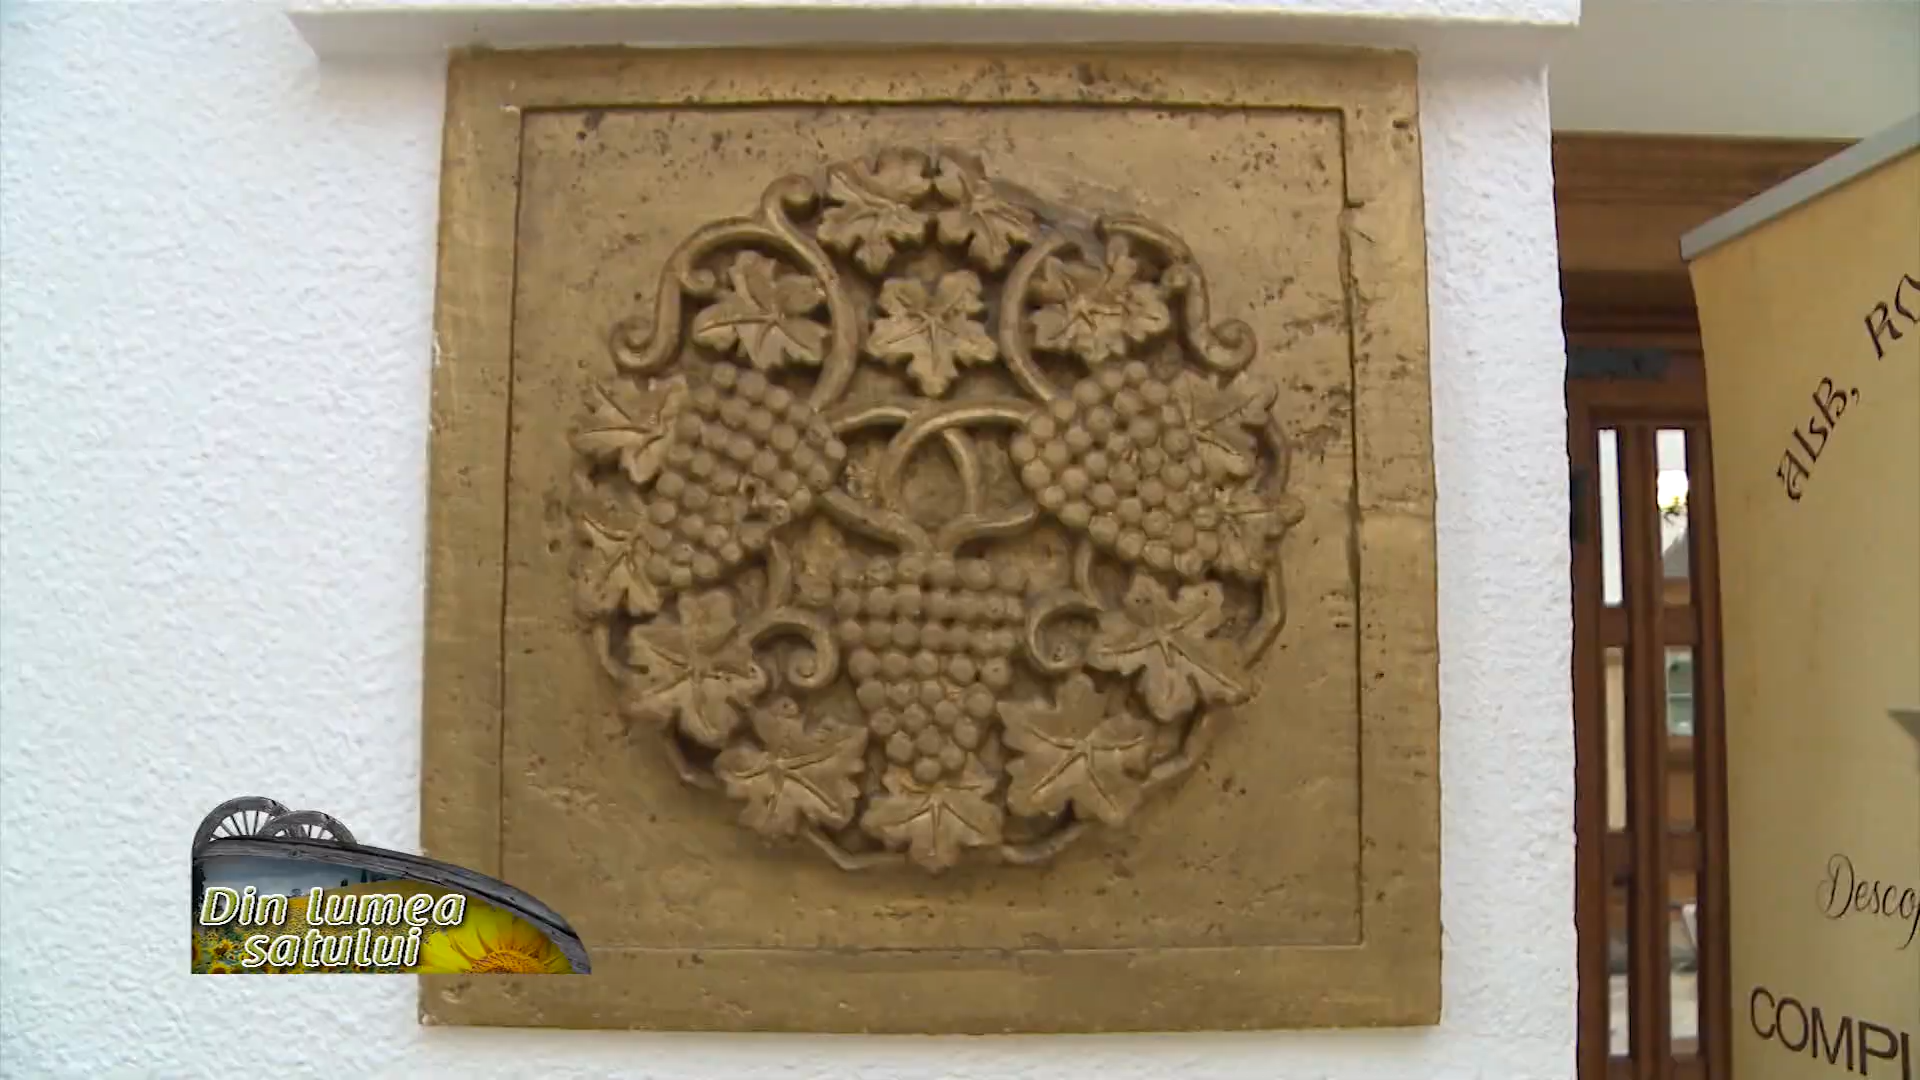 Din lumea
satului
ALB, RO
Desco
COMPL